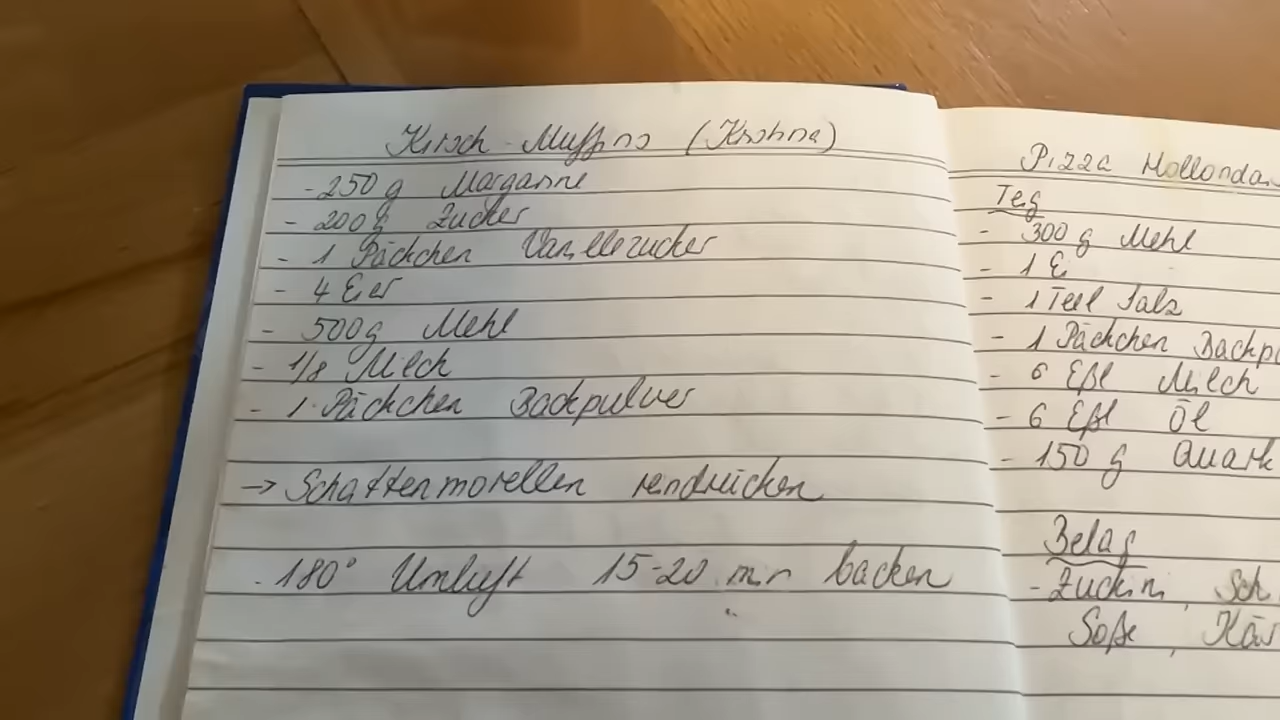 Kirsch-Muffins (Krohne)
- 250 g Margarine
- 200 g Zucker
- 1 Päckchen Vanillezucker
- 4 Eier
- 500 g Mehl
- 1/8 Milch
- 1 Päckchen Backpulver
→ Schattenmorellen reindrücken
- 180° Umluft 15-20 min backen
Pizza
Teig
- 300 g Mehl
- 1 Ei
- 1 Teel Salz
- 1 Päckchen
- 6 Eßl Milch
- 6 Eßl Öl
- 150 g Quark
Belag
- Zuckini,
Soße,